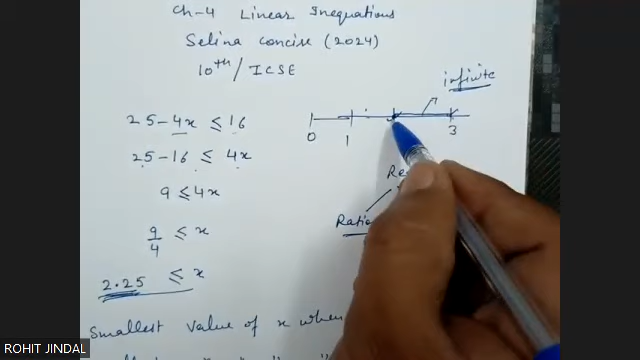 Ch-4 Linear Inequations
Selina Concise (2024)
10th / ICSE
infinite
25-4x ≤ 16
0 1 3
25-16 ≤ 4x
9 ≤ 4x
9/4 ≤ x
2.25 ≤ x
Smallest value of x when
ROHIT JINDAL